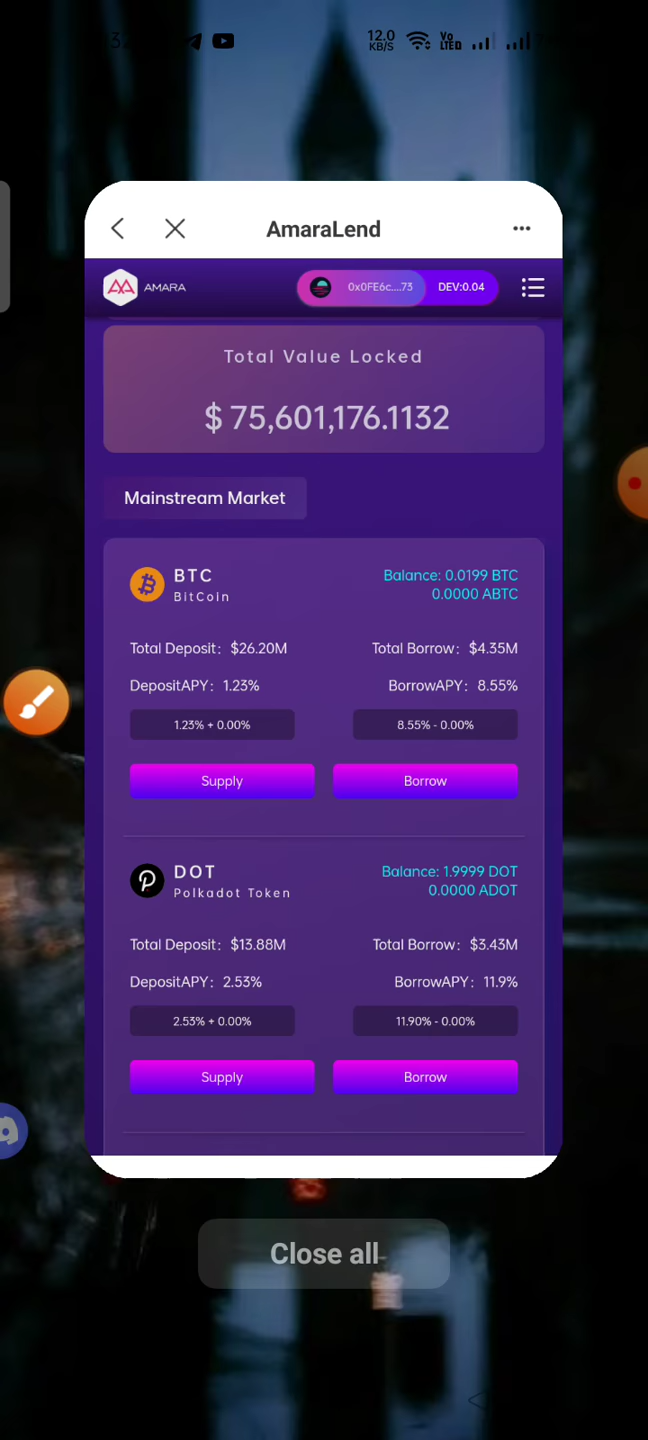 12.0
KB/S
Vo
LTED
AmaraLend
AMARA
0x0FE6c....73
DEV:0.04
Total Value Locked
$ 75,601,176.1132
Mainstream Market
BTC
BitCoin
Balance: 0.0199 BTC
0.0000 ABTC
Total Deposit: $26.20M
Total Borrow: $4.35M
DepositAPY: 1.23%
BorrowAPY: 8.55%
1.23% + 0.00%
8.55% - 0.00%
Supply
Borrow
DOT
Polkadot Token
Balance: 1.9999 DOT
0.0000 ADOT
Total Deposit: $13.88M
Total Borrow: $3.43M
DepositAPY: 2.53%
BorrowAPY: 11.9%
2.53% + 0.00%
11.90% - 0.00%
Supply
Borrow
Close all